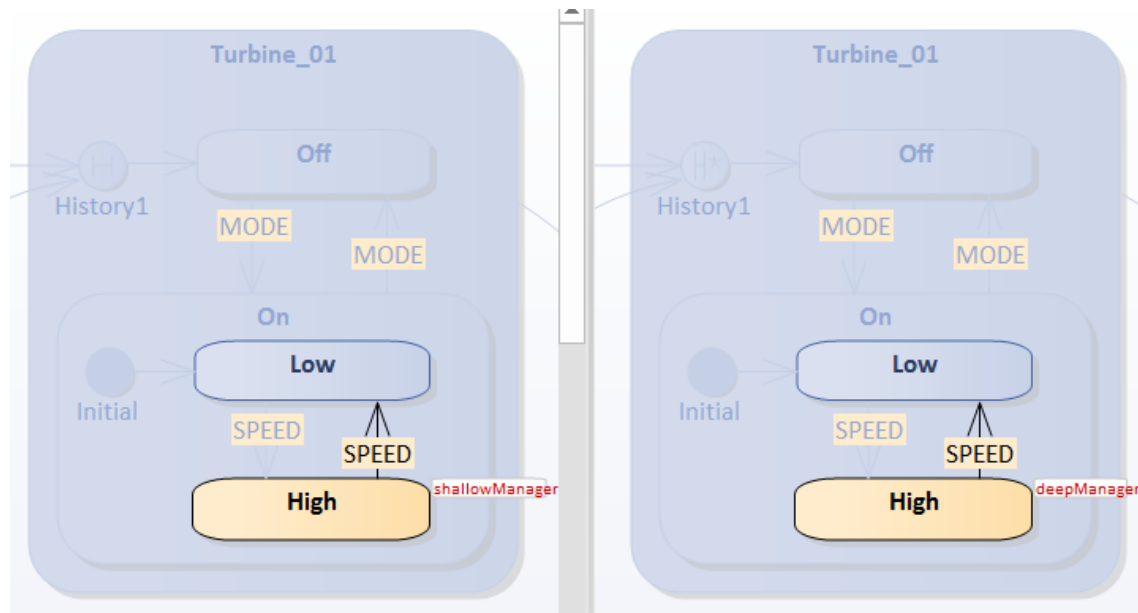 Turbine_01
Off
H
History1
MODE
MODE
On
Low
Initial
SPEED
SPEED
High
shallowManager
Turbine_01
Off
H*
History1
MODE
MODE
On
Low
Initial
SPEED
SPEED
High
deepManager